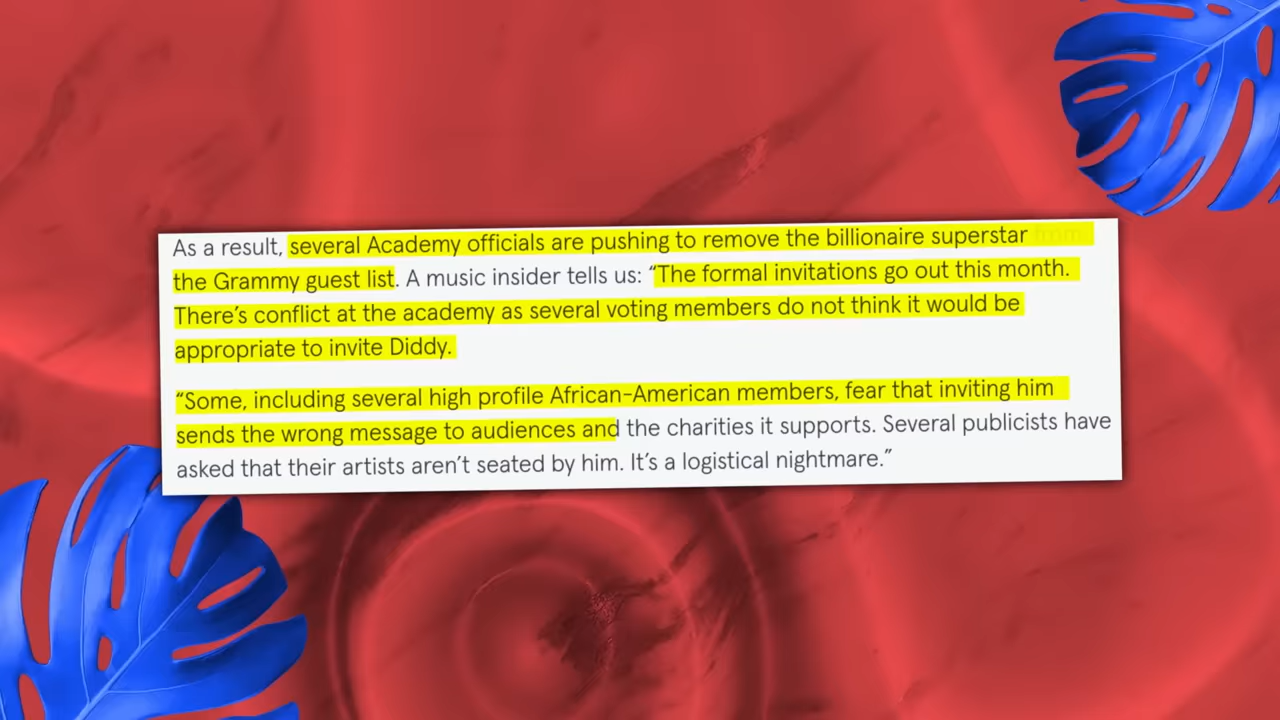 As a result, several Academy officials are pushing to remove the billionaire superstar from
the Grammy guest list. A music insider tells us: “The formal invitations go out this month.
There’s conflict at the academy as several voting members do not think it would be
appropriate to invite Diddy.
“Some, including several high profile African-American members, fear that inviting him
sends the wrong message to audiences and the charities it supports. Several publicists have
asked that their artists aren’t seated by him. It’s a logistical nightmare.”